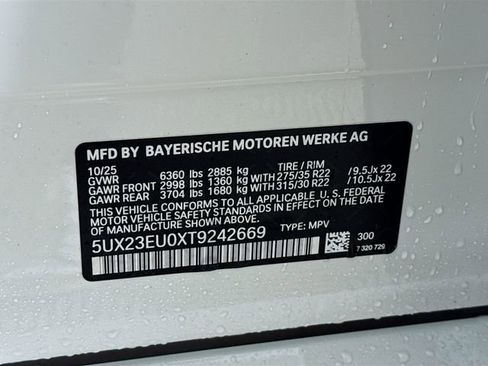 MFD BY BAYERISCHE MOTOREN WERKE AG
10/25
GVWR 6360 lbs 2885 kg TIRE / RIM
GAWR FRONT 2998 lbs 1360 kg WITH 275/35 R22 / 9.5J x 22
GAWR REAR 3704 lbs 1680 kg WITH 315/30 R22 / 10.5J x 22
THIS VEHICLE CONFORMS TO ALL APPLICABLE U. S. FEDERAL
MOTOR VEHICLE SAFETY STANDARDS IN EFFECT ON THE
DATE OF MANUFACTURE SHOWN ABOVE.
5UX23EU0XT9242669 TYPE: MPV
300
7 320 729